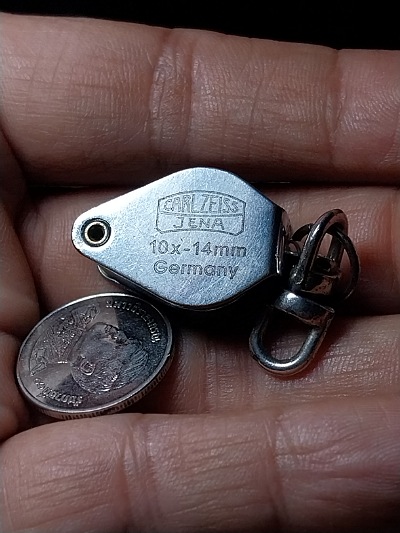 CARL ZEISS
JENA
10x-14mm
Germany